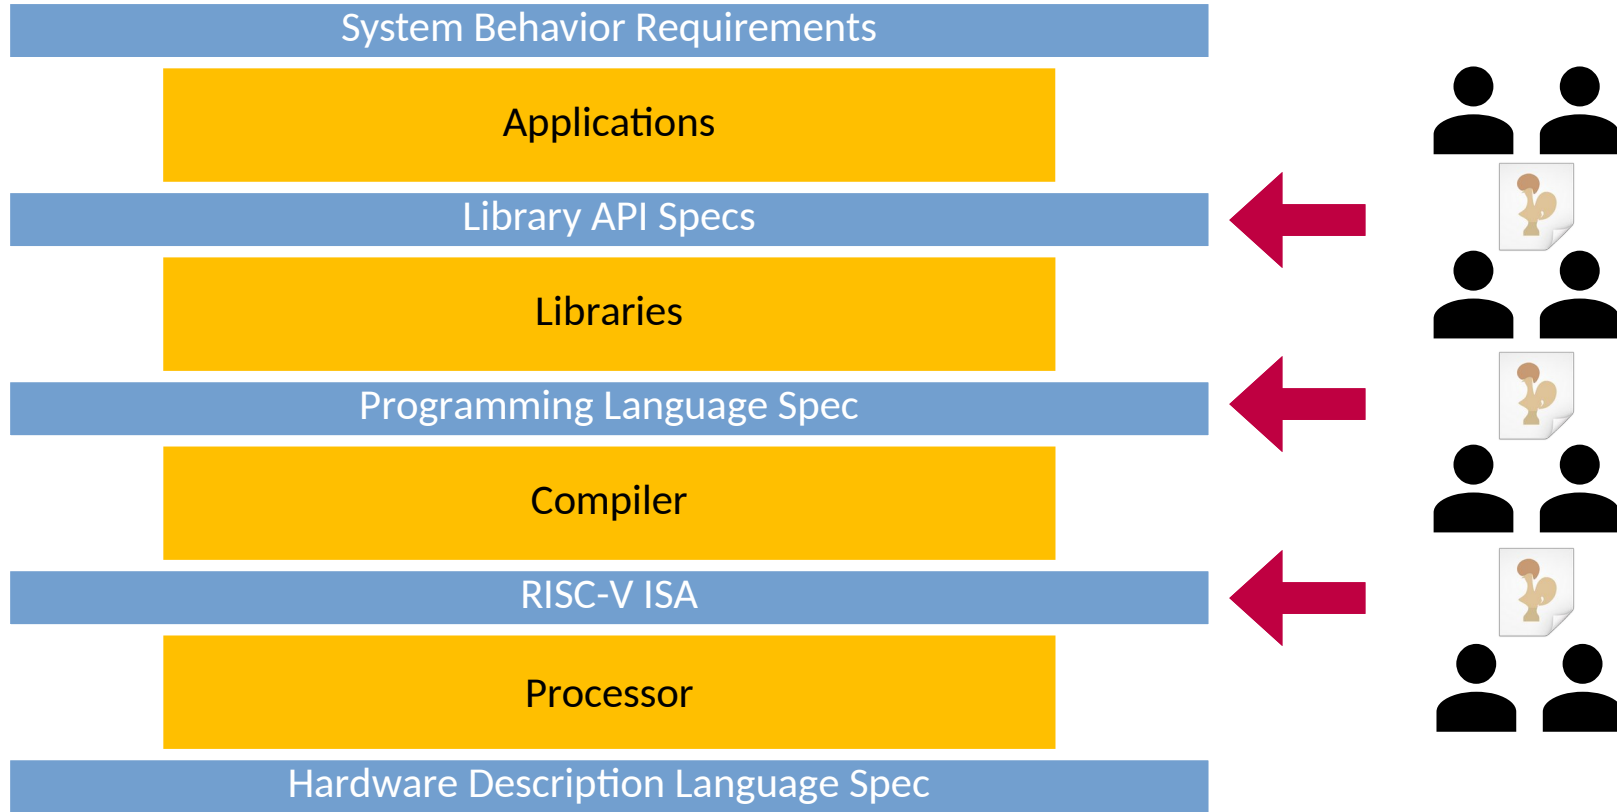 System Behavior Requirements
Applications
Library API Specs
Libraries
Programming Language Spec
Compiler
RISC-V ISA
Processor
Hardware Description Language Spec